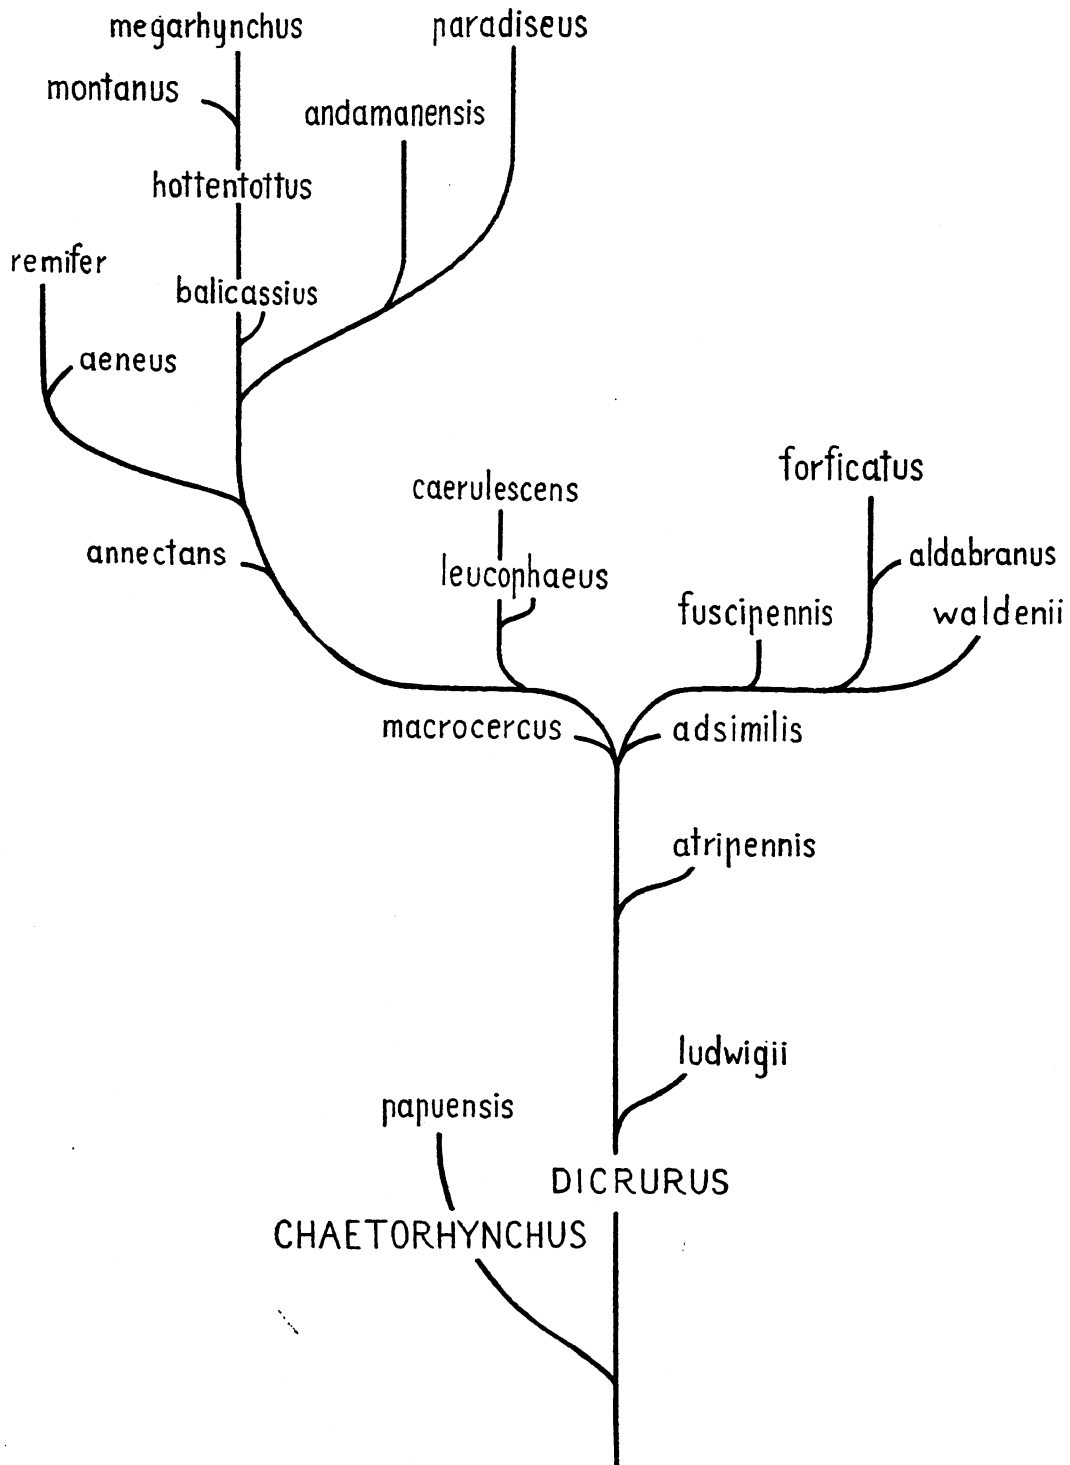 megarhynchus
paradiseus
montanus
andamanensis
hottentottus
remifer
balicassius
aeneus
forficatus
caerulescens
annectans
aldabranus
leucophaeus
fuscipennis
waldenii
macrocercus
adsimilis
atripennis
ludwigii
papuensis
DICRURUS
CHAETORHYNCHUS